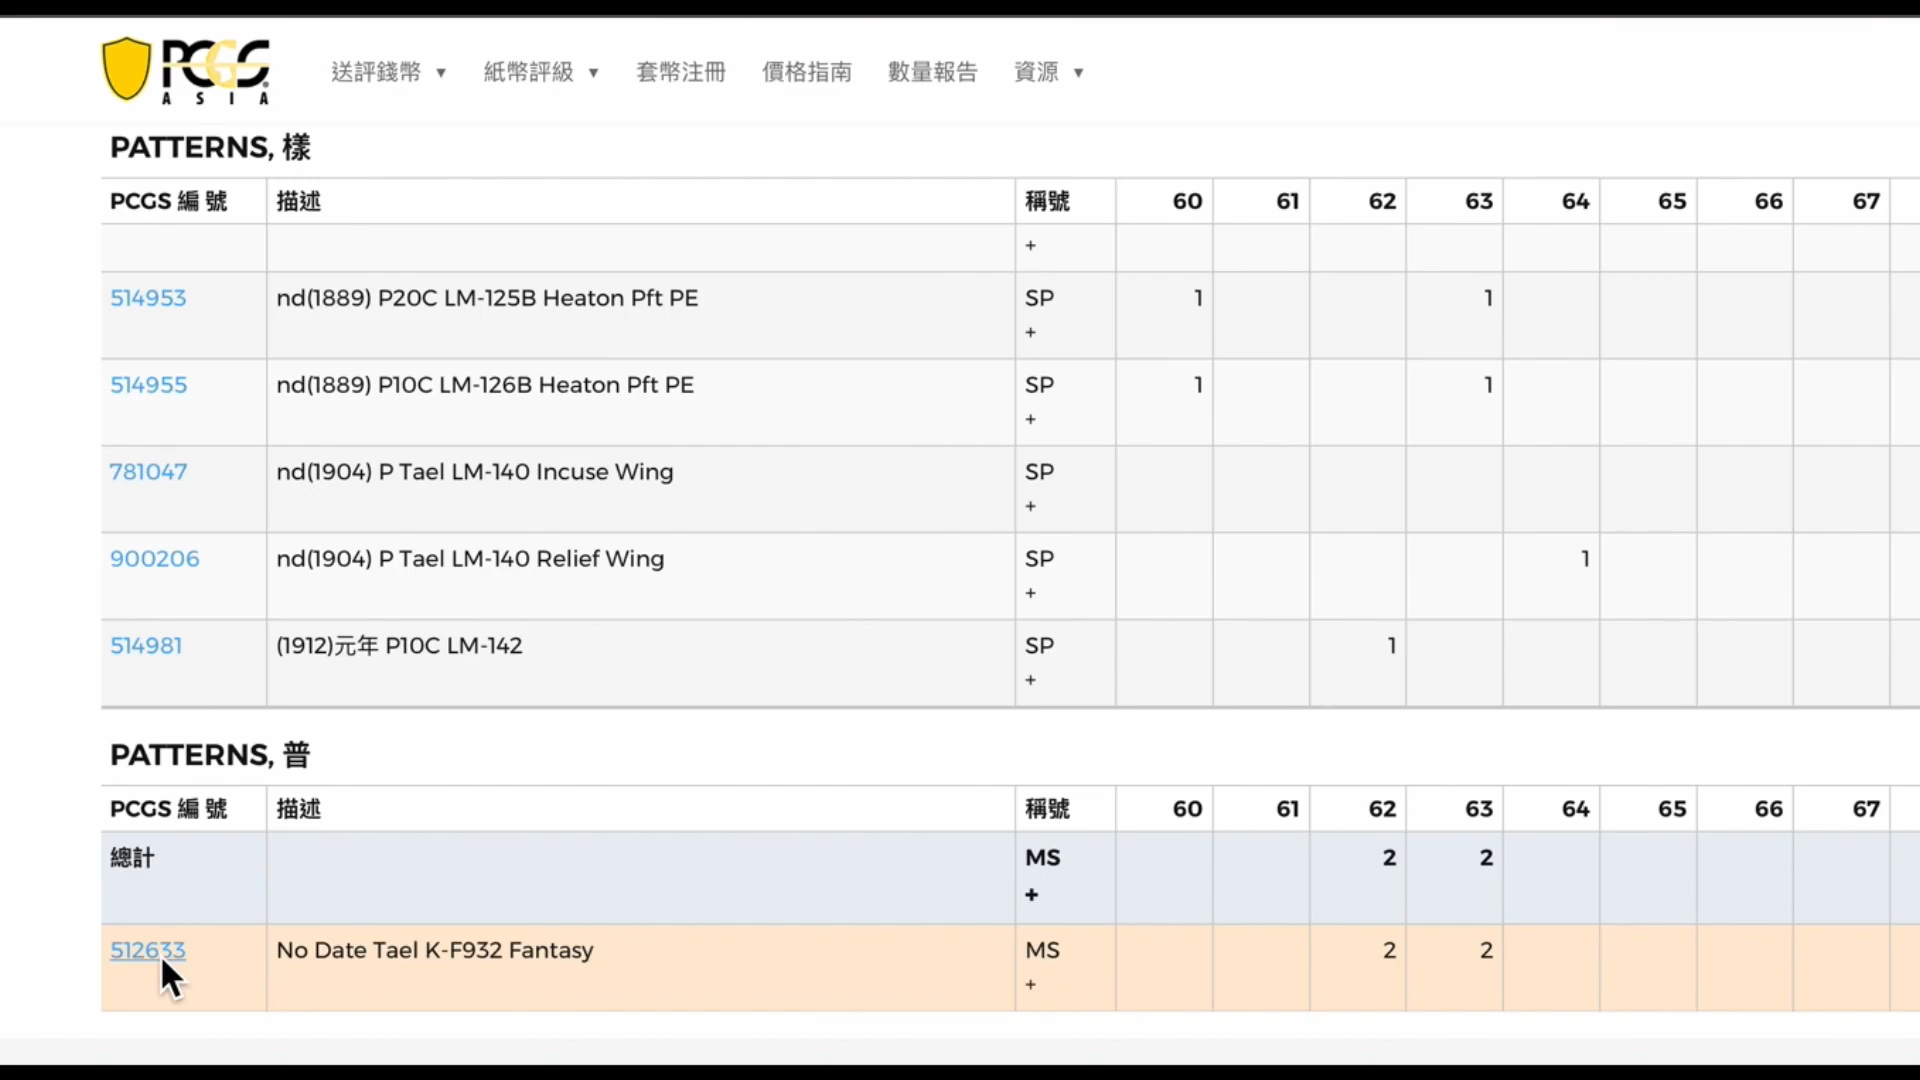 PCGS ASIA
送評錢幣 ▼ 紙幣評級 ▼ 套幣注冊 價格指南 數量報告 資源 ▼
PATTERNS, 樣
PCGS 編 號 描述 稱號 60 61 62 63 64 65 66 67
+
514953 nd(1889) P20C LM-125B Heaton Pft PE SP 1 1
+
514955 nd(1889) P10C LM-126B Heaton Pft PE SP 1 1
+
781047 nd(1904) P Tael LM-140 Incuse Wing SP
+
900206 nd(1904) P Tael LM-140 Relief Wing SP 1
+
514981 (1912)元年 P10C LM-142 SP 1
+
PATTERNS, 普
PCGS 編 號 描述 稱號 60 61 62 63 64 65 66 67
總計 MS 2 2
+
512633 No Date Tael K-F932 Fantasy MS 2 2
+